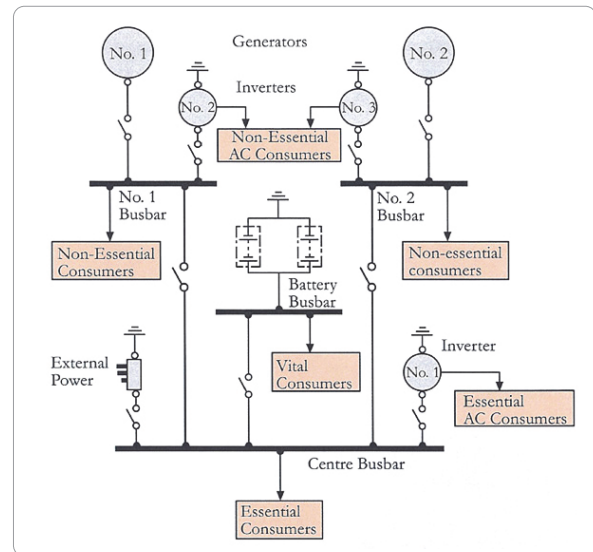 No. 1
Generators
No. 2
Inverters
No. 2
No. 3
Non-Essential
AC Consumers
No. 1
Busbar
No. 2
Busbar
Non-Essential
Consumers
Non-essential
consumers
Battery
Busbar
External
Power
Vital
Consumers
Inverter
No. 1
Essential
AC Consumers
Centre Busbar
Essential
Consumers